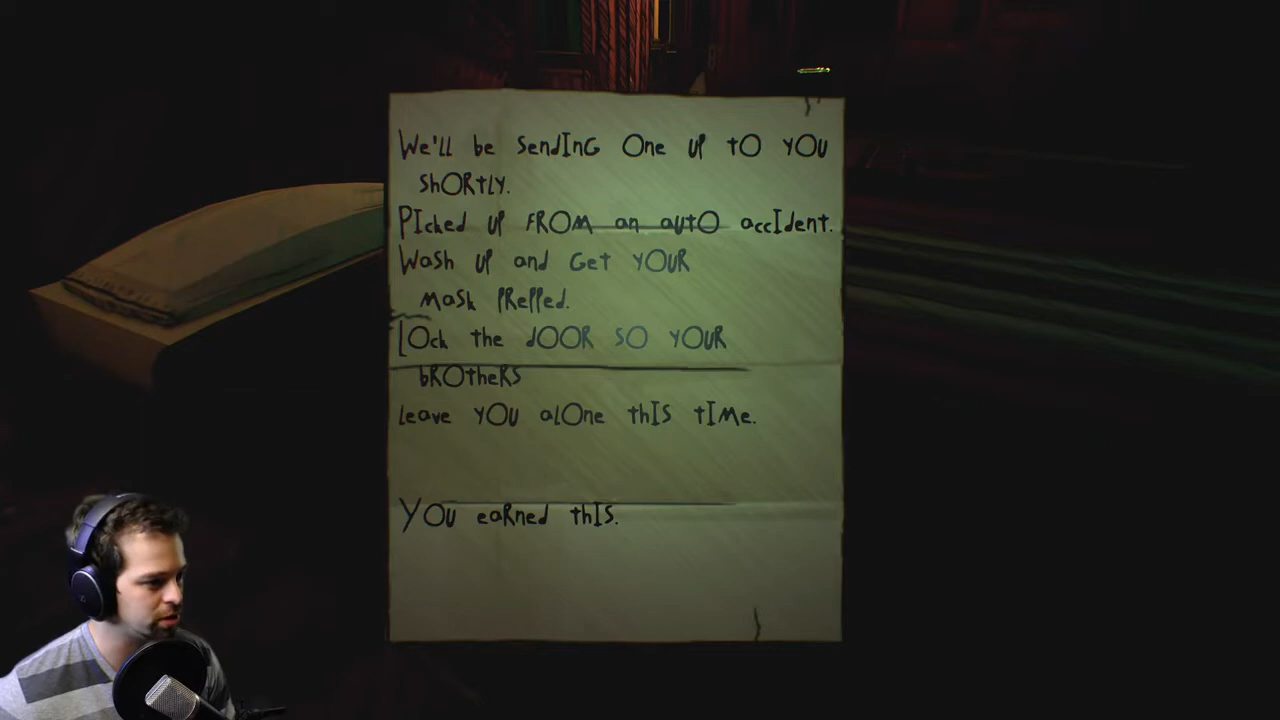 We'll be sendInG One uP tO yOu
shORtLy.
PIcked uP FROM an autO accIdent.
Wash uP and Get yOuR
Mask PRePPed.
LOck the dOOR SO yOuR
bROtheRS
Leave yOu alOne thIS tIMe.
YOu eaRned thIS.